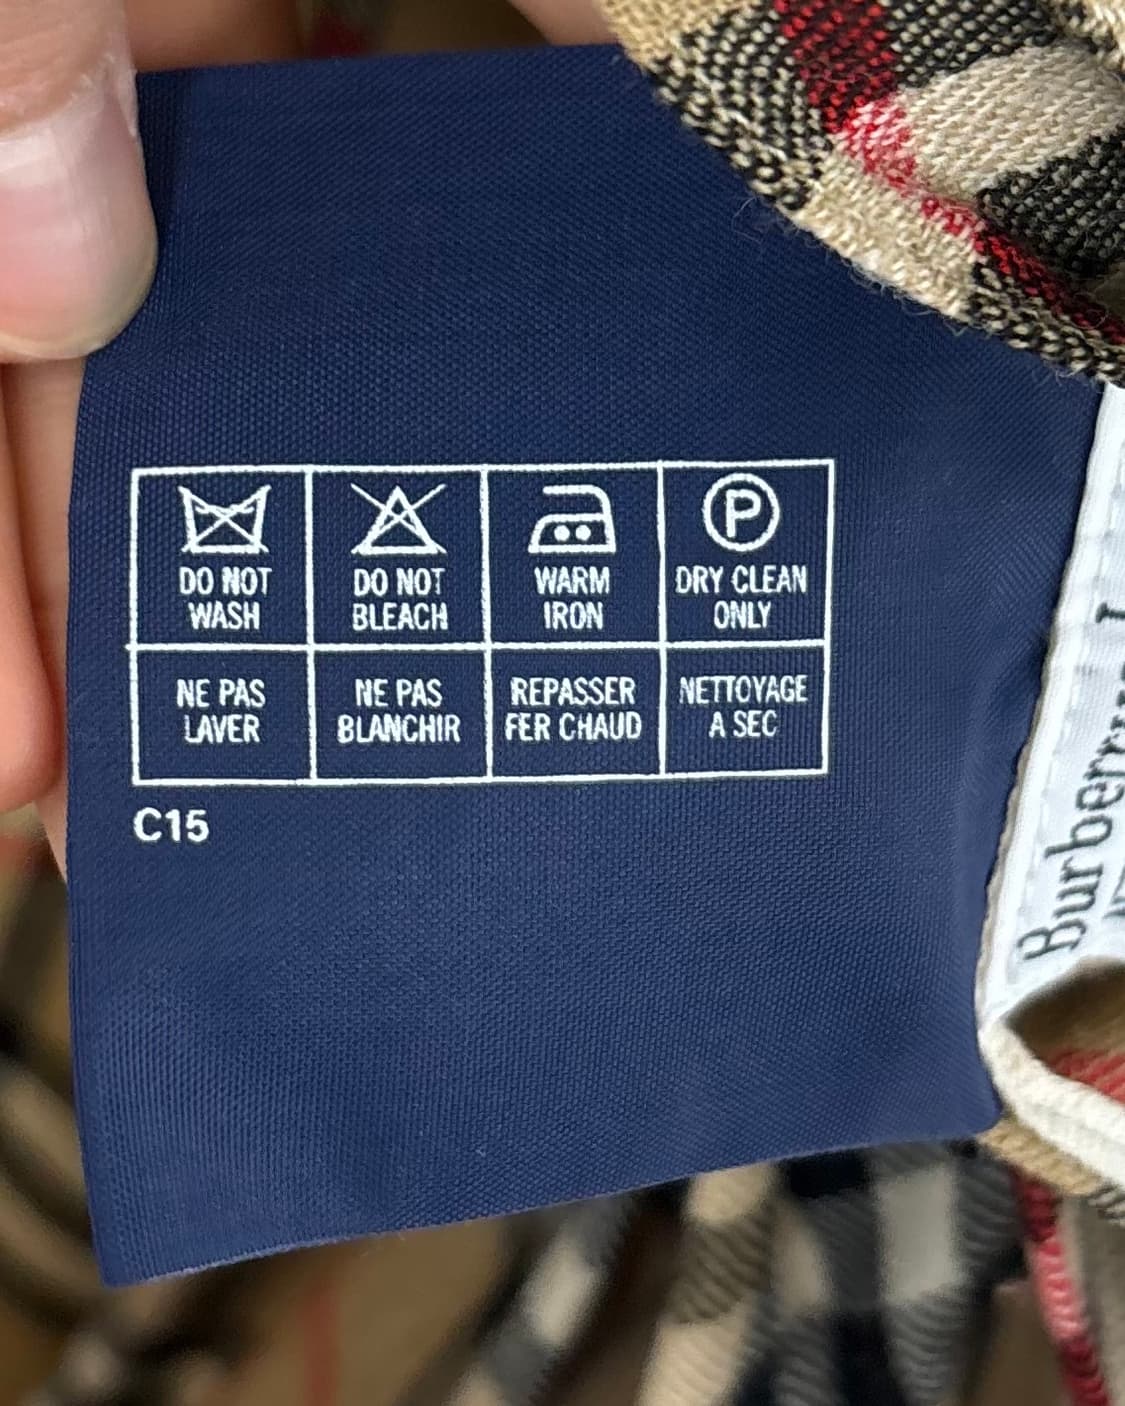 DO NOT
WASH
DO NOT
BLEACH
WARM
IRON
P
DRY CLEAN
ONLY
NE PAS
LAVER
NE PAS
BLANCHIR
REPASSER
FER CHAUD
NETTOYAGE
A SEC
C15